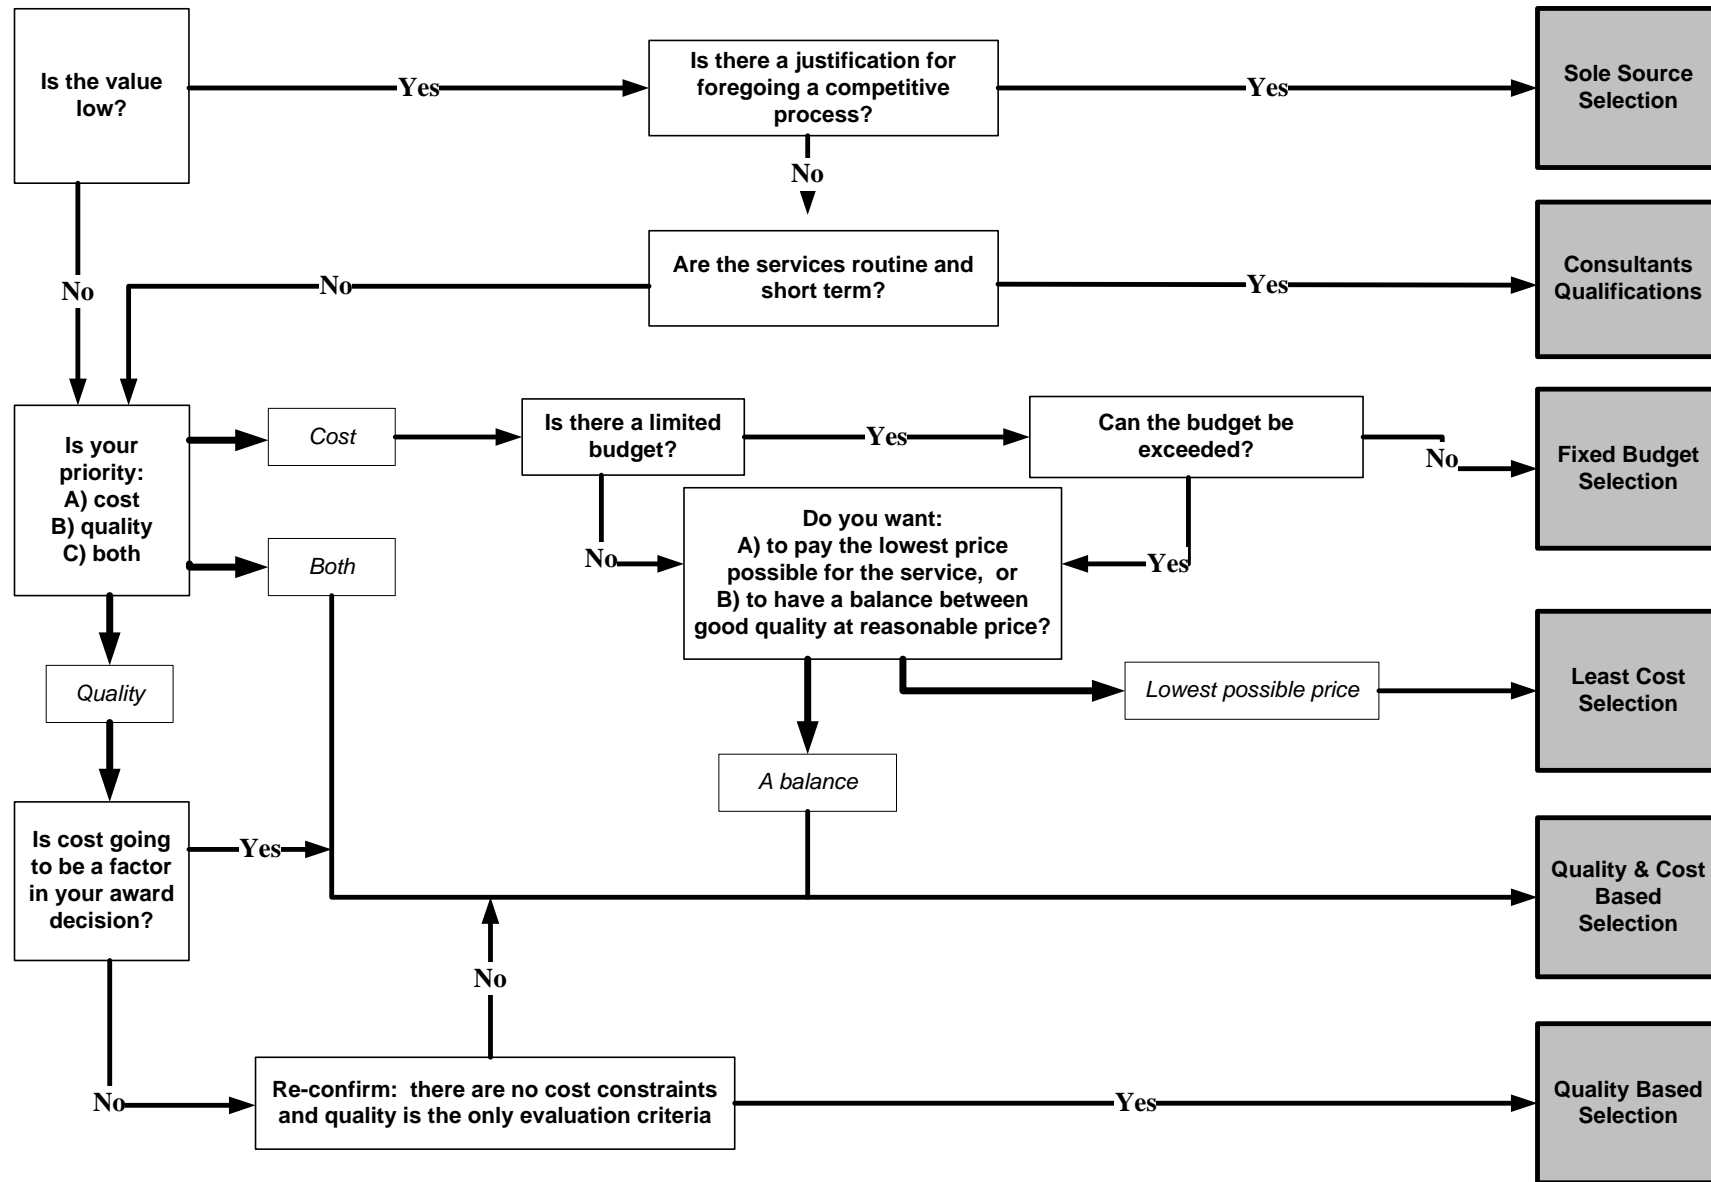 Is the value
low?
Yes
Is there a justification for
foregoing a competitive
process?
Yes
Sole Source
Selection
No
No
Are the services routine and
short term?
No
Yes
Consultants
Qualifications
Is your
priority:
A) cost
B) quality
C) both
Cost
Is there a limited
budget?
Yes
Can the budget be
exceeded?
No
Fixed Budget
Selection
Both
No
Do you want:
A) to pay the lowest price
possible for the service,  or
B) to have a balance between
good quality at reasonable price?
Yes
Quality
Lowest possible price
Least Cost
Selection
A balance
Is cost going
to be a factor
in your award
decision?
Yes
Quality & Cost
Based
Selection
No
No
Re-confirm:  there are no cost constraints
and quality is the only evaluation criteria
Yes
Quality Based
Selection